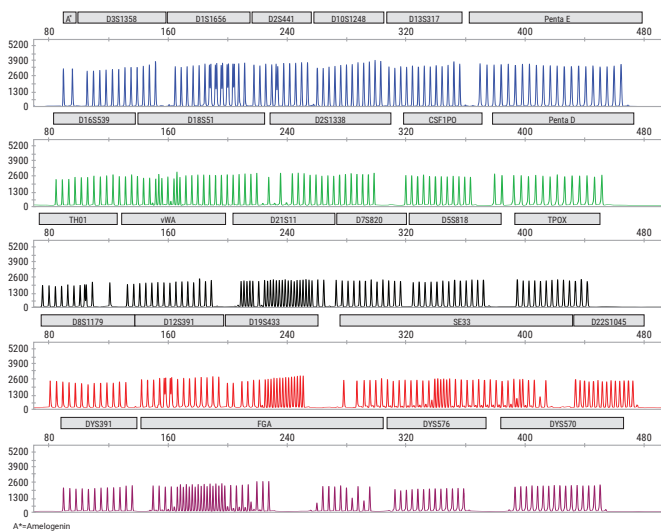 A* D3S1358 D1S1656 D2S441 D10S1248 D13S317 Penta E
80 160 240 320 400 480
5200
3900
2600
1300
0
D16S539 D18S51 D2S1338 CSF1PO Penta D
80 160 240 320 400 480
5200
3900
2600
1300
0
TH01 vWA D21S11 D7S820 D5S818 TPOX
80 160 240 320 400 480
5200
3900
2600
1300
0
D8S1179 D12S391 D19S433 SE33 D22S1045
80 160 240 320 400 480
5200
3900
2600
1300
0
DYS391 FGA DYS576 DYS570
80 160 240 320 400 480
5200
3900
2600
1300
0
A*=Amelogenin